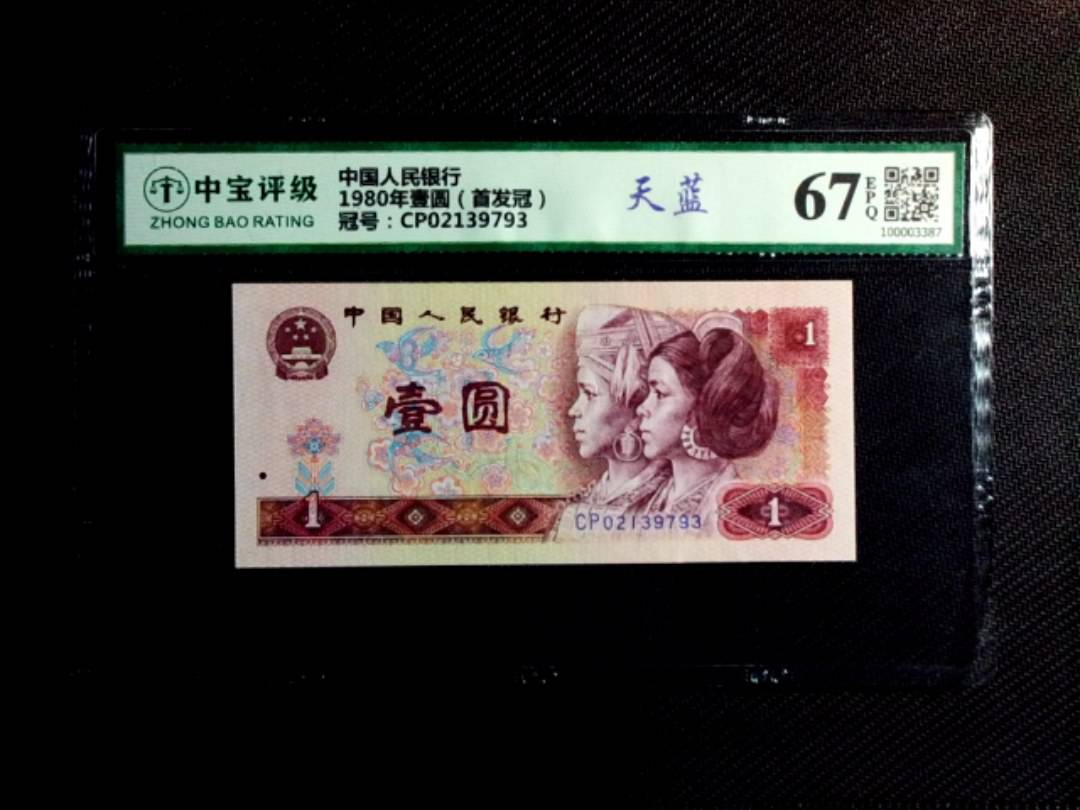 中宝评级
ZHONG BAO RATING
中国人民银行
1980年壹圆（首发冠）
冠号：CP02139793
天蓝
67
EPQ
100003387
中国人民银行
1
壹圆
1
CP02139793
1